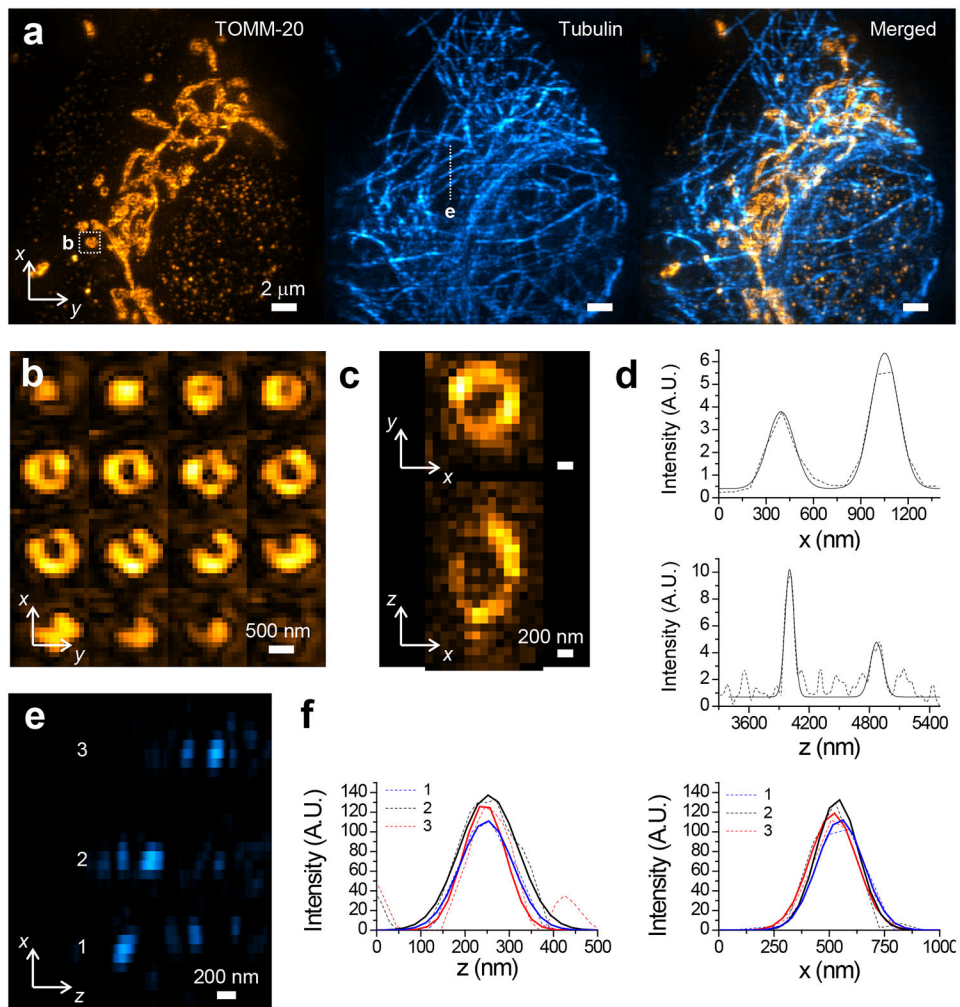 a
TOMM-20
Tubulin
Merged
e
b
x
y
2 μm
b
x
y
500 nm
c
y
x
z
x
200 nm
d
Intensity (A.U.)
6
5
4
3
2
1
0
0 300 600 900 1200
x (nm)
Intensity (A.U.)
10
8
6
4
2
0
3600 4200 4800 5400
z (nm)
e
3
2
1
x
z
200 nm
f
Intensity (A.U.)
140
120
100
80
60
40
20
0
1
2
3
0 100 200 300 400 500
z (nm)
Intensity (A.U.)
140
120
100
80
60
40
20
0
1
2
3
0 250 500 750 1000
x (nm)